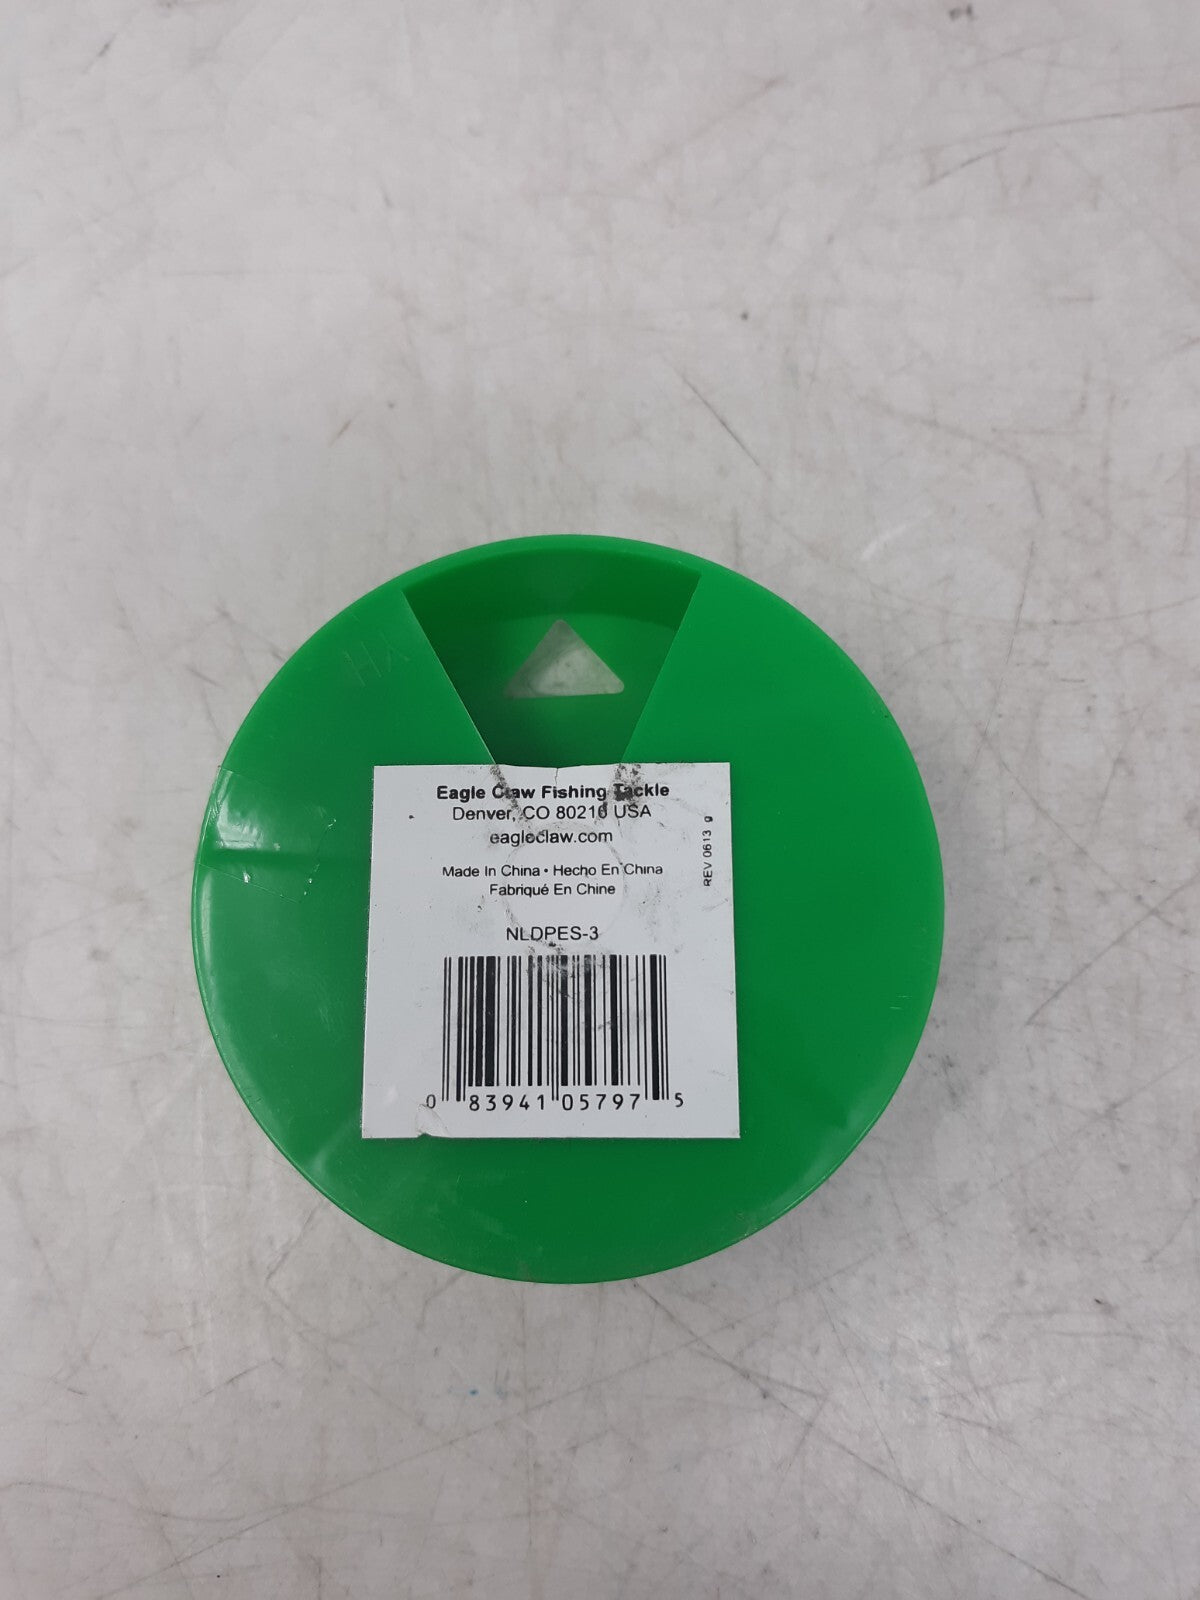 Eagle Claw Fishing Tackle
Denver, CO 80216 USA
eagleclaw.com
Made In China • Hecho En China
Fabriqué En Chine
REV 0613 g
NLDPES-3
0 83941 05797 5